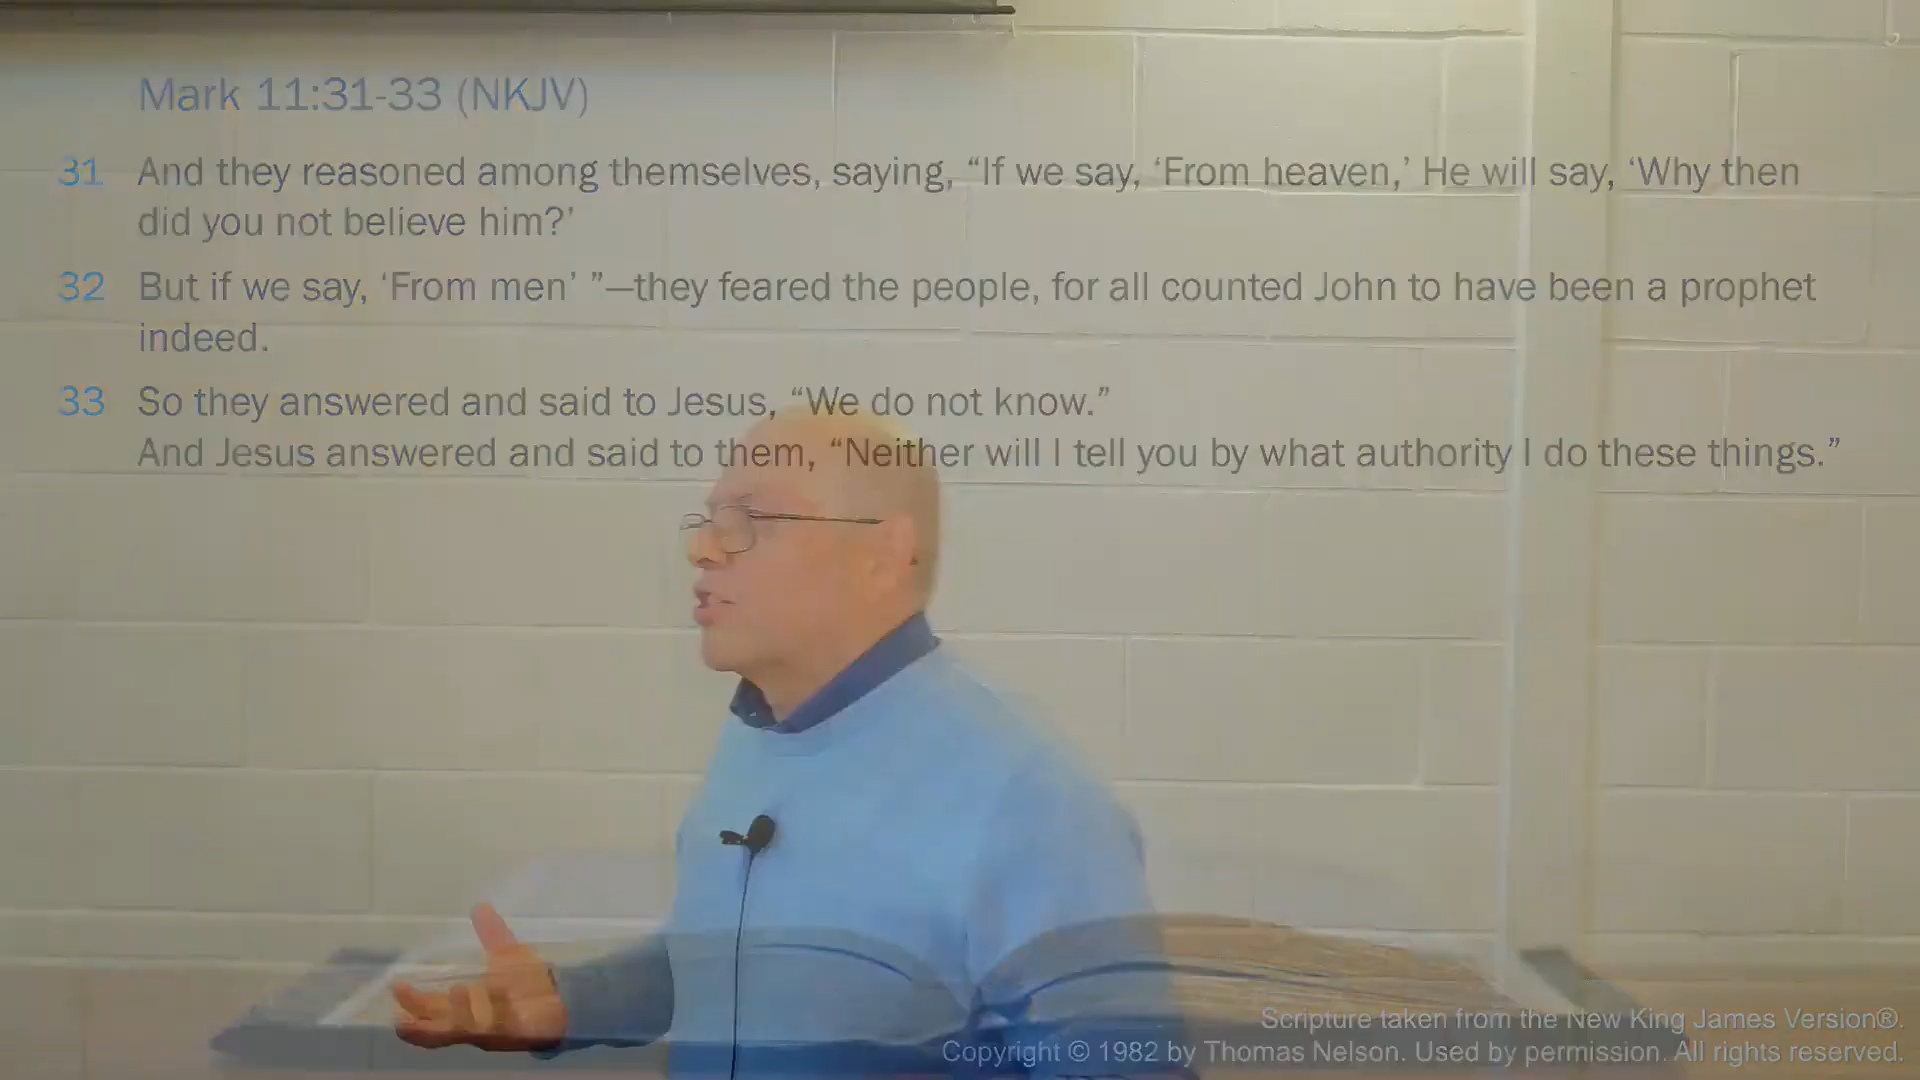 Mark 11:31-33 (NKJV)
31 And they reasoned among themselves, saying, “If we say, ‘From heaven,’ He will say, ‘Why then
did you not believe him?’
32 But if we say, ‘From men’ ”—they feared the people, for all counted John to have been a prophet
indeed.
33 So they answered and said to Jesus, “We do not know.”
And Jesus answered and said to them, “Neither will I tell you by what authority I do these things.”
Scripture taken from the New King James Version®.
Copyright © 1982 by Thomas Nelson. Used by permission. All rights reserved.